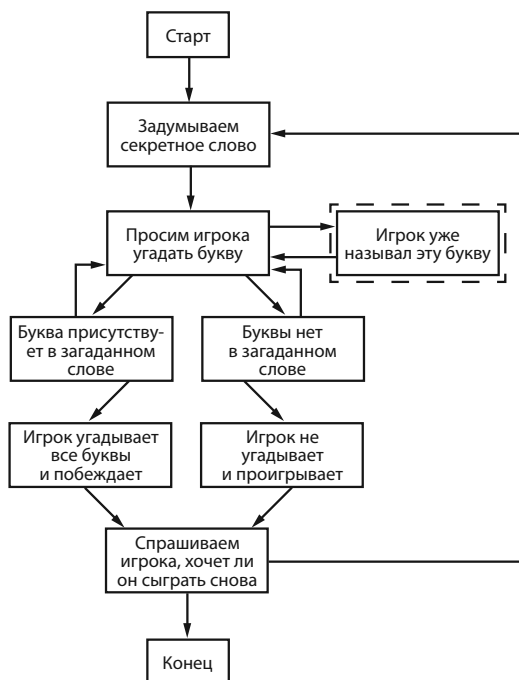 Старт
Задумываем
секретное слово
Просим игрока
угадать букву
Игрок уже
называл эту букву
Буква присутству-
ет в загаданном
слове
Буквы нет
в загаданном
слове
Игрок угадывает
все буквы
и побеждает
Игрок не
угадывает
и проигрывает
Спрашиваем
игрока, хочет ли
он сыграть снова
Конец